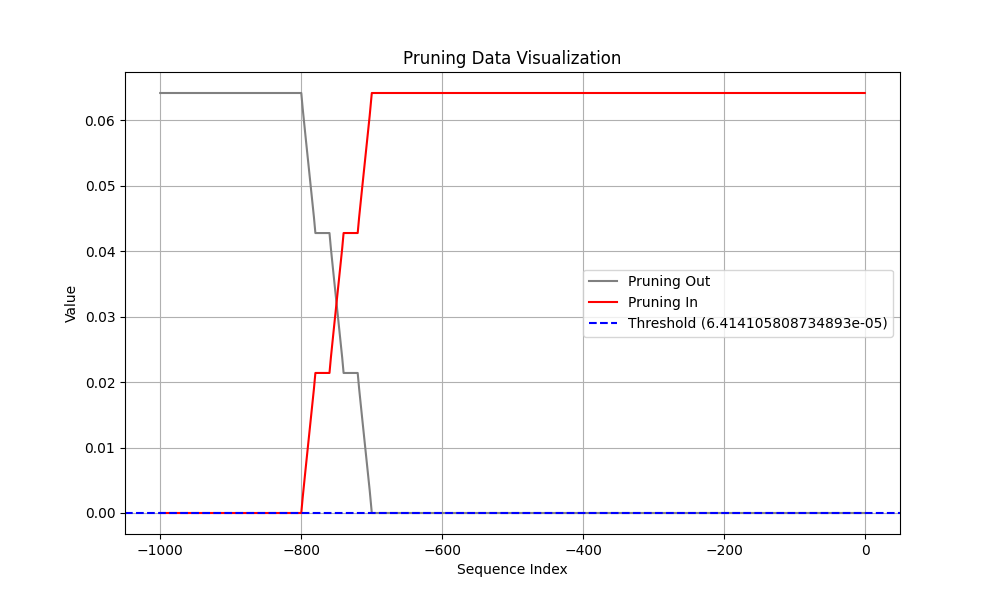 Pruning Data Visualization
Value
0.06
0.05
0.04
0.03
0.02
0.01
0.00
Pruning Out
Pruning In
Threshold (6.414105808734893e-05)
−1000
−800
−600
−400
−200
0
Sequence Index